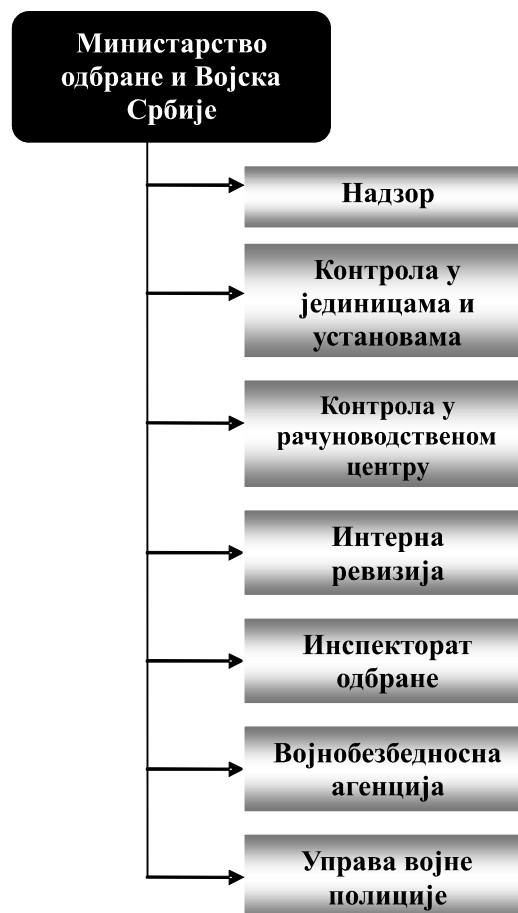 Министарство
одбране и Војска
Србије
Надзор
Контрола у
јединицама и
установама
Контрола у
рачуноводственом
центру
Интерна
ревизија
Инспекторат
одбране
Војнобезбедносна
агенција
Управа војне
полиције